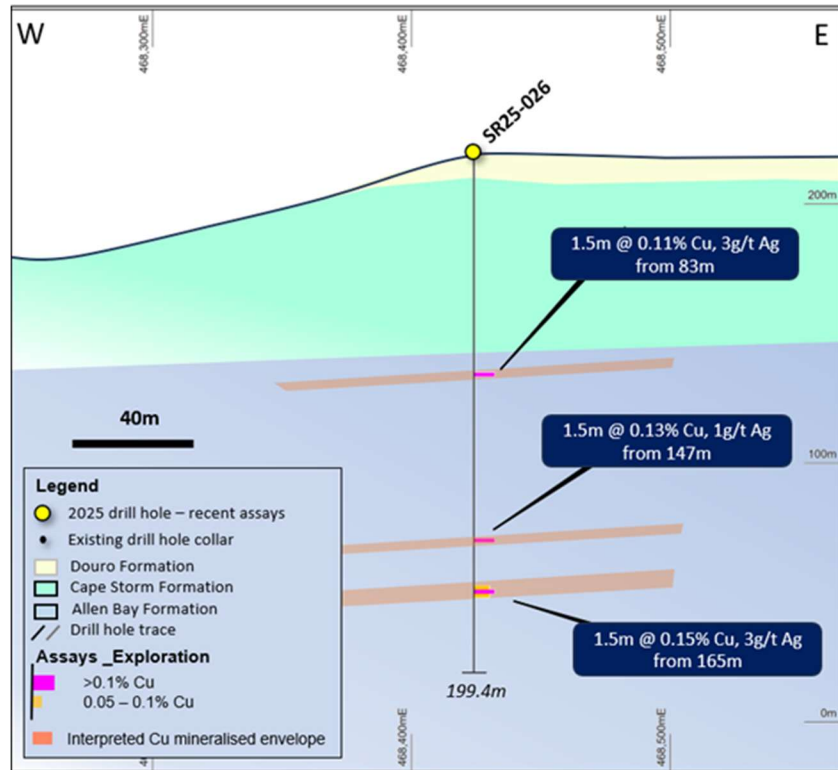 W
E
468,300mE
468,400mE
468,500mE
SR25-026
200m
1.5m @ 0.11% Cu, 3g/t Ag
from 83m
40m
1.5m @ 0.13% Cu, 1g/t Ag
from 147m
100m
Legend
2025 drill hole – recent assays
Existing drill hole collar
Douro Formation
Cape Storm Formation
Allen Bay Formation
Drill hole trace
Assays _Exploration
>0.1% Cu
0.05 – 0.1% Cu
Interpreted Cu mineralised envelope
1.5m @ 0.15% Cu, 3g/t Ag
from 165m
199.4m
0m
468,400mE
468,500mE